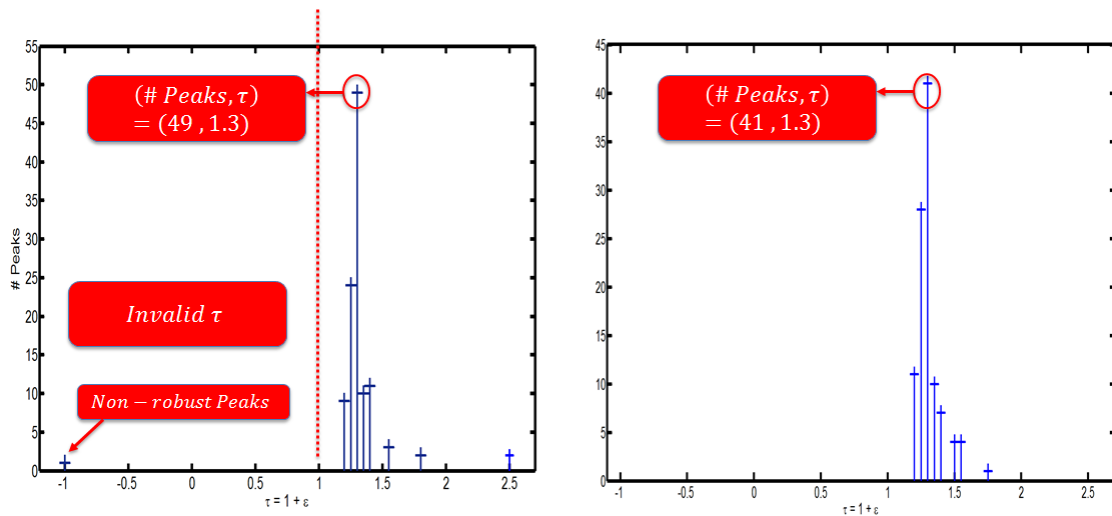 55
50
45
40
35
30
25
20
15
10
5
0
# Peaks
(# Peaks, τ)
= (49 , 1.3)
Invalid τ
Non − robust Peaks
-1 -0.5 0 0.5 1 1.5 2 2.5
τ = 1 + ε
45
40
35
30
25
20
15
10
5
0
(# Peaks, τ)
= (41 , 1.3)
-1 -0.5 0 0.5 1 1.5 2 2.5
τ = 1 + ε